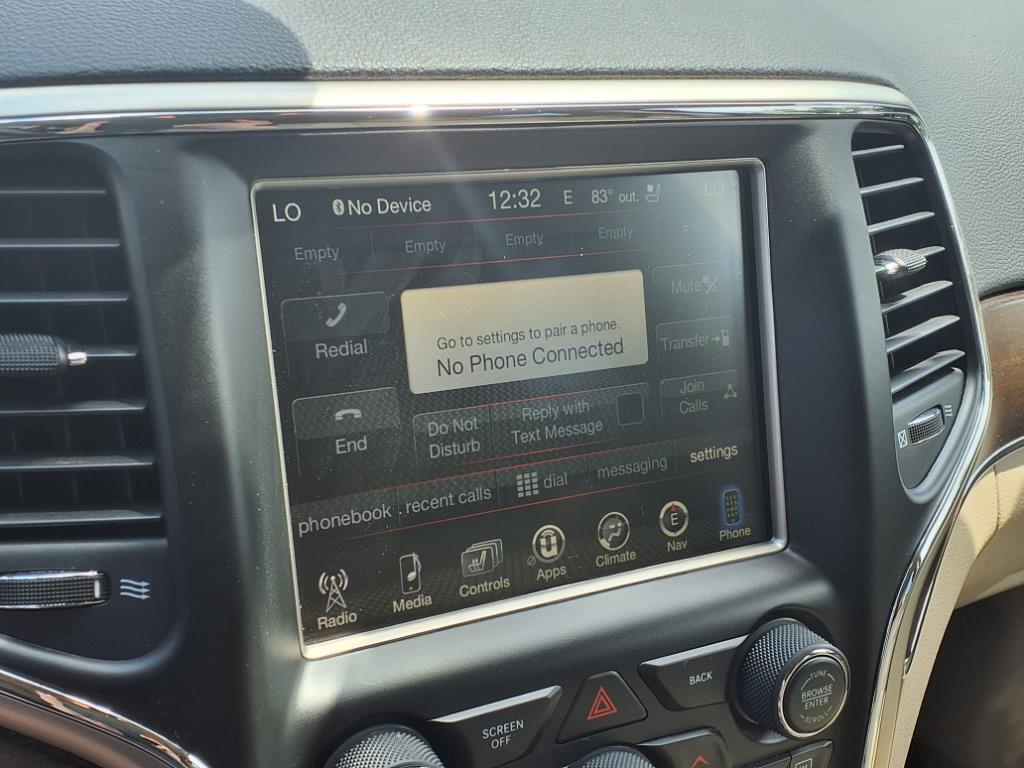 LO No Device 12:32 E 83° out. LO
Empty Empty Empty Empty
Go to settings to pair a phone.
No Phone Connected
Redial
Mute
Transfer
End
Do Not
Disturb
Reply with
Text Message
Join
Calls
phonebook recent calls dial messaging settings
Radio Media Controls Apps Climate E Nav Phone
SCREEN
OFF
BACK
TUNE
BROWSE
ENTER
SCROLL